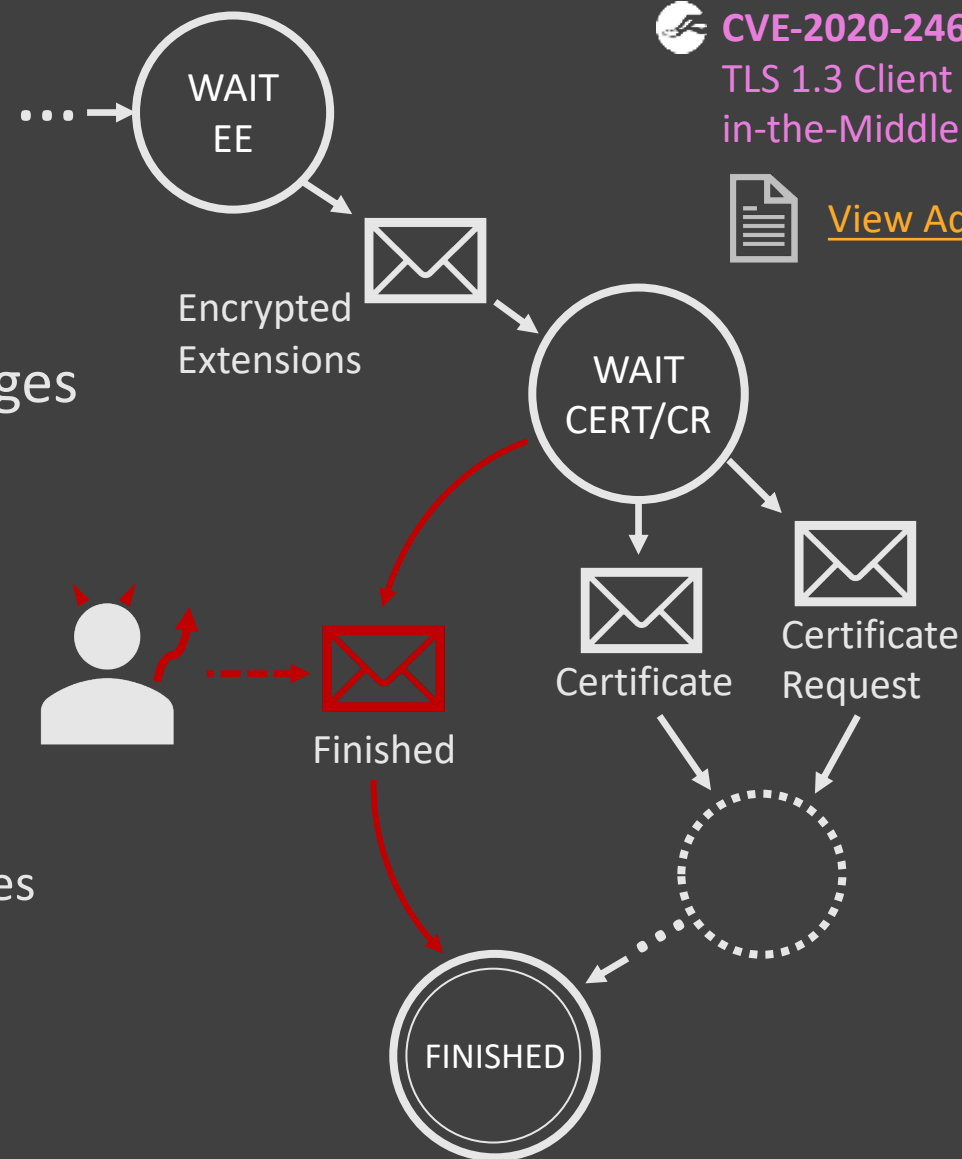 CVE-2020-246
TLS 1.3 Client
in-the-Middle
View Ad
WAIT
EE
Encrypted
Extensions
ges
WAIT
CERT/CR
Certificate
Certificate
Request
Finished
es
FINISHED